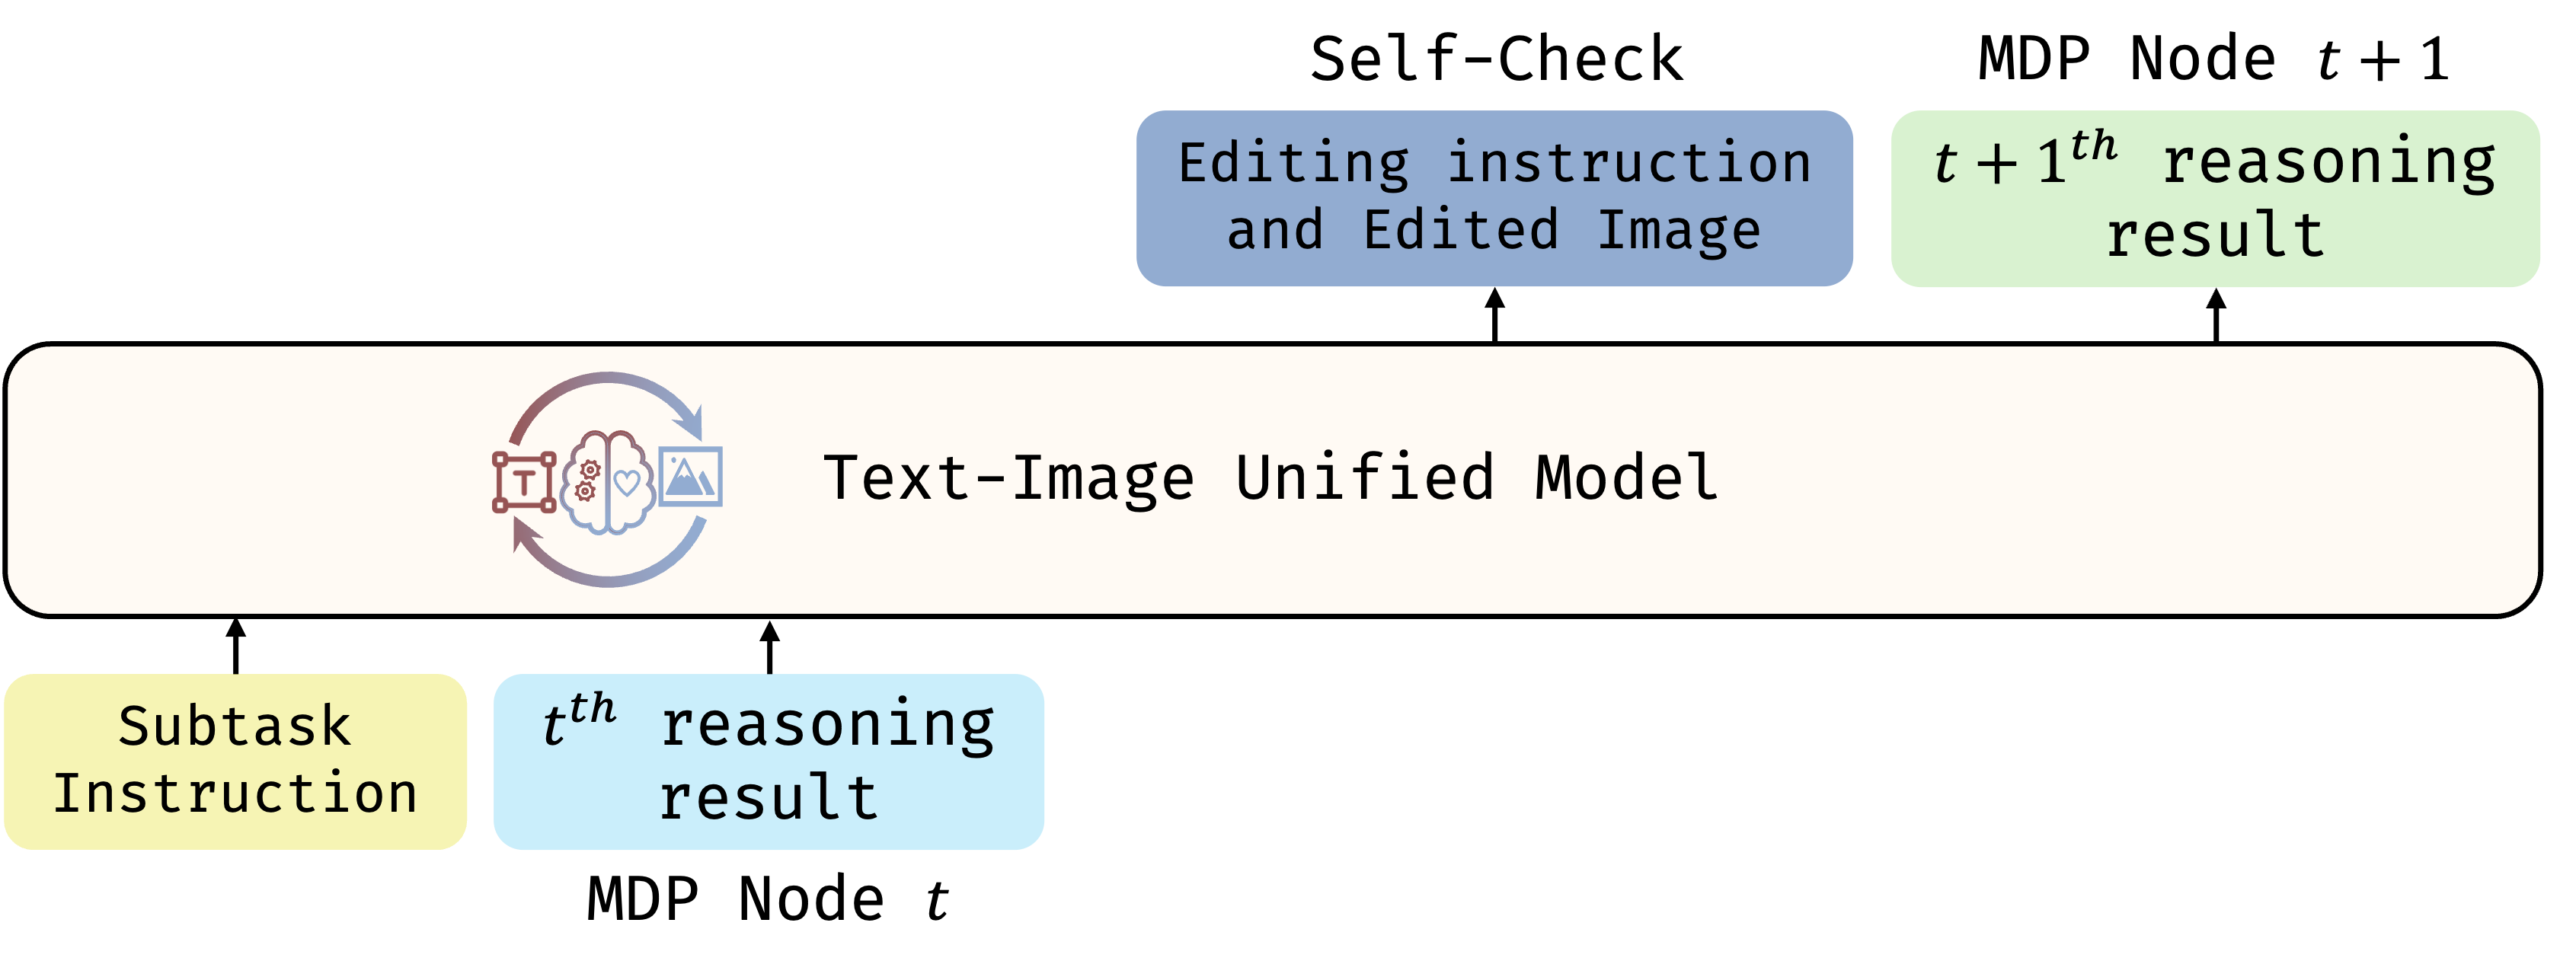 Self-Check
MDP Node t + 1
Editing instruction
and Edited Image
t + 1^th reasoning
result
T
Text-Image Unified Model
Subtask
Instruction
t^th reasoning
result
MDP Node t